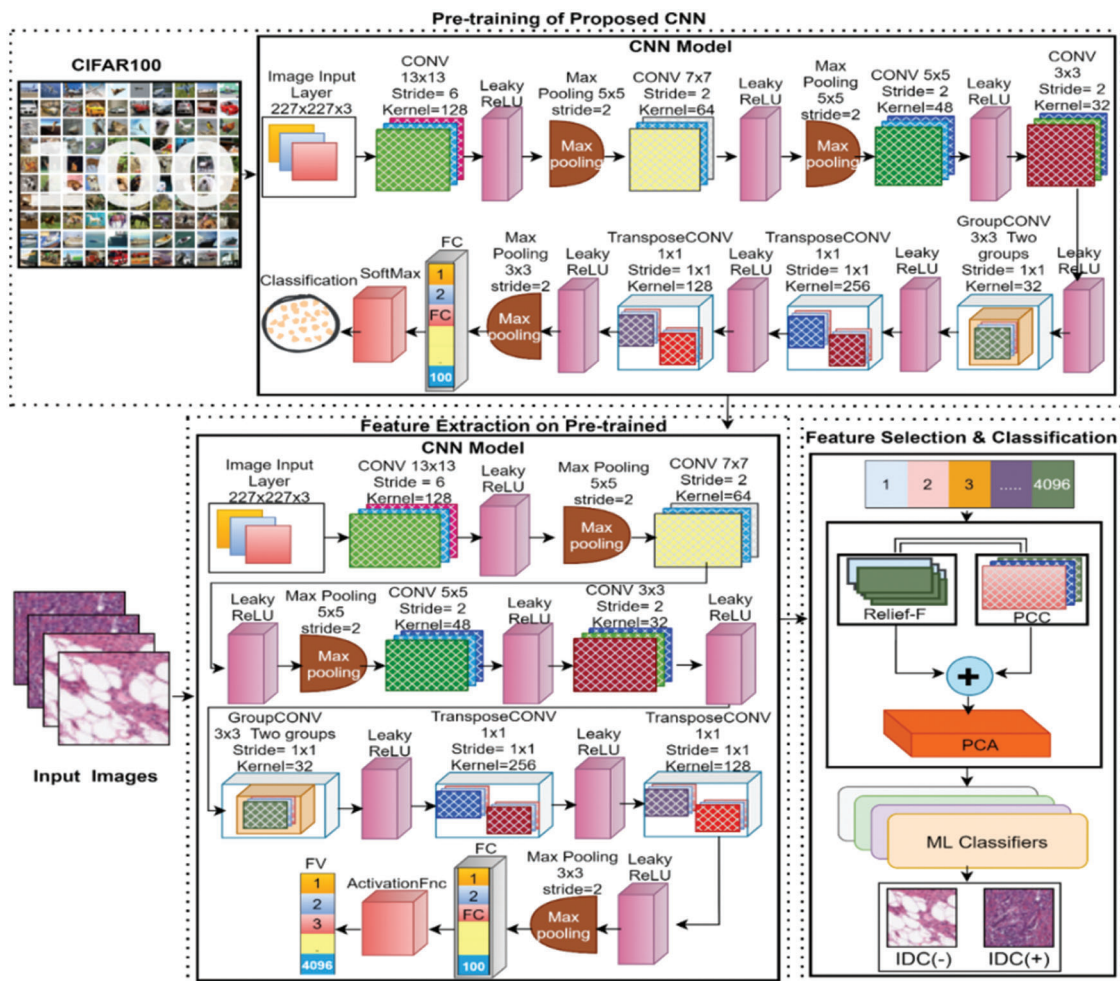 Pre-training of Proposed CNN
CIFAR100
100
CNN Model
Image Input
Layer
227x227x3
CONV
13x13
Stride= 6
Kernel=128
Leaky
ReLU
Max
Pooling 5x5
stride=2
Max
pooling
CONV 7x7
Stride= 2
Kernel=64
Leaky
ReLU
Max
Pooling
5x5
stride=2
Max
pooling
CONV 5x5
Stride= 2
Kernel=48
Leaky
ReLU
CONV
3x3
Stride= 2
Kernel=32
Leaky
ReLU
GroupCONV
3x3 Two
groups
Stride= 1x1
Kernel=32
Leaky
ReLU
TransposeCONV
1x1
Stride= 1x1
Kernel=256
Leaky
ReLU
TransposeCONV
1x1
Stride= 1x1
Kernel=128
Leaky
ReLU
Max
Pooling
3x3
stride=2
Max
pooling
FC
1
2
FC
.
100
SoftMax
Classification
Feature Extraction on Pre-trained
CNN Model
Image Input
Layer
227x227x3
CONV 13x13
Stride = 6
Kernel=128
Leaky
ReLU
Max Pooling
5x5
stride=2
Max
pooling
CONV 7x7
Stride= 2
Kernel=64
Leaky
ReLU
Max Pooling
5x5
stride=2
Max
pooling
CONV 5x5
Stride= 2
Kernel=48
Leaky
ReLU
CONV 3x3
Stride= 2
Kernel=32
Leaky
ReLU
GroupCONV
3x3 Two groups
Stride= 1x1
Kernel=32
Leaky
ReLU
TransposeCONV
1x1
Stride= 1x1
Kernel=256
Leaky
ReLU
TransposeCONV
1x1
Stride= 1x1
Kernel=128
Leaky
ReLU
Max Pooling
3x3
stride=2
Max
pooling
FC
1
2
FC
.
100
ActivationFnc
FV
1
2
3
.
4096
Input Images
Feature Selection & Classification
1 2 3 ..... 4096
Relief-F
PCC
+
PCA
ML Classifiers
IDC(-)
IDC(+)